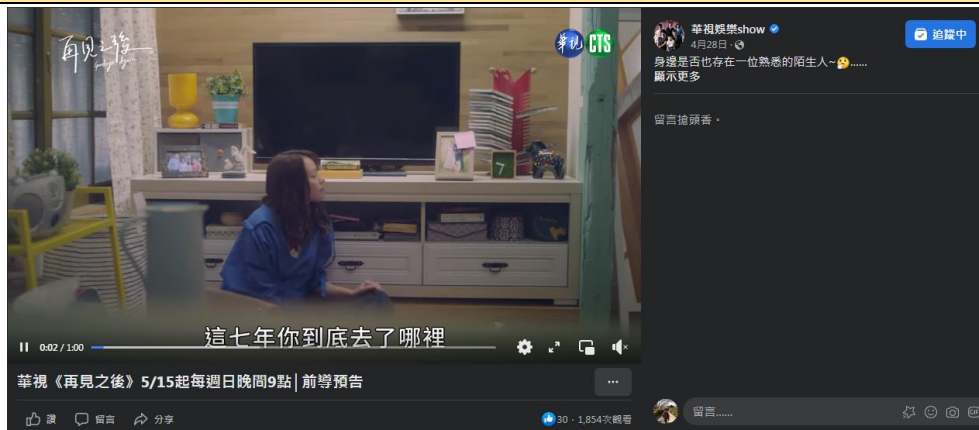 再見之後
Goodbye Again
華視 CTS
7
這七年你到底去了哪裡
0:02 / 1:00
華視《再見之後》5/15起每週日晚間9點│前導預告
...
讚 留言 分享
30 · 1,854次觀看
華視娛樂show
4月28日 ·
追蹤中
身邊是否也存在一位熟悉的陌生人~🤔......
顯示更多
留言搶頭香。
留言......
GIF